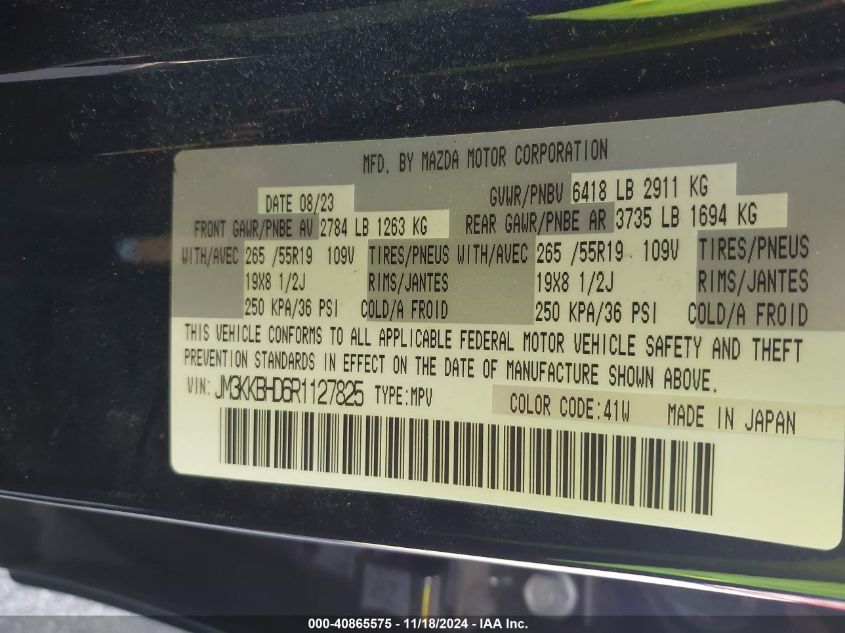 MFD. BY MAZDA MOTOR CORPORATION
DATE 08/23 GVWR/PNBV 6418 LB 2911 KG
FRONT GAWR/PNBE AV 2784 LB 1263 KG REAR GAWR/PNBE AR 3735 LB 1694 KG
WITH/AVEC 265 /55R19 109V TIRES/PNEUS WITH/AVEC 265 /55R19 109V TIRES/PNEUS
19X8 1/2J RIMS/JANTES 19X8 1/2J RIMS/JANTES
250 KPA/36 PSI COLD/A FROID 250 KPA/36 PSI COLD/A FROID
THIS VEHICLE CONFORMS TO ALL APPLICABLE FEDERAL MOTOR VEHICLE SAFETY AND THEFT
PREVENTION STANDARDS IN EFFECT ON THE DATE OF MANUFACTURE SHOWN ABOVE.
VIN: JM3KKBHD6R1127825 TYPE:MPV COLOR CODE:41W MADE IN JAPAN
000-40865575 - 11/18/2024 - IAA Inc.